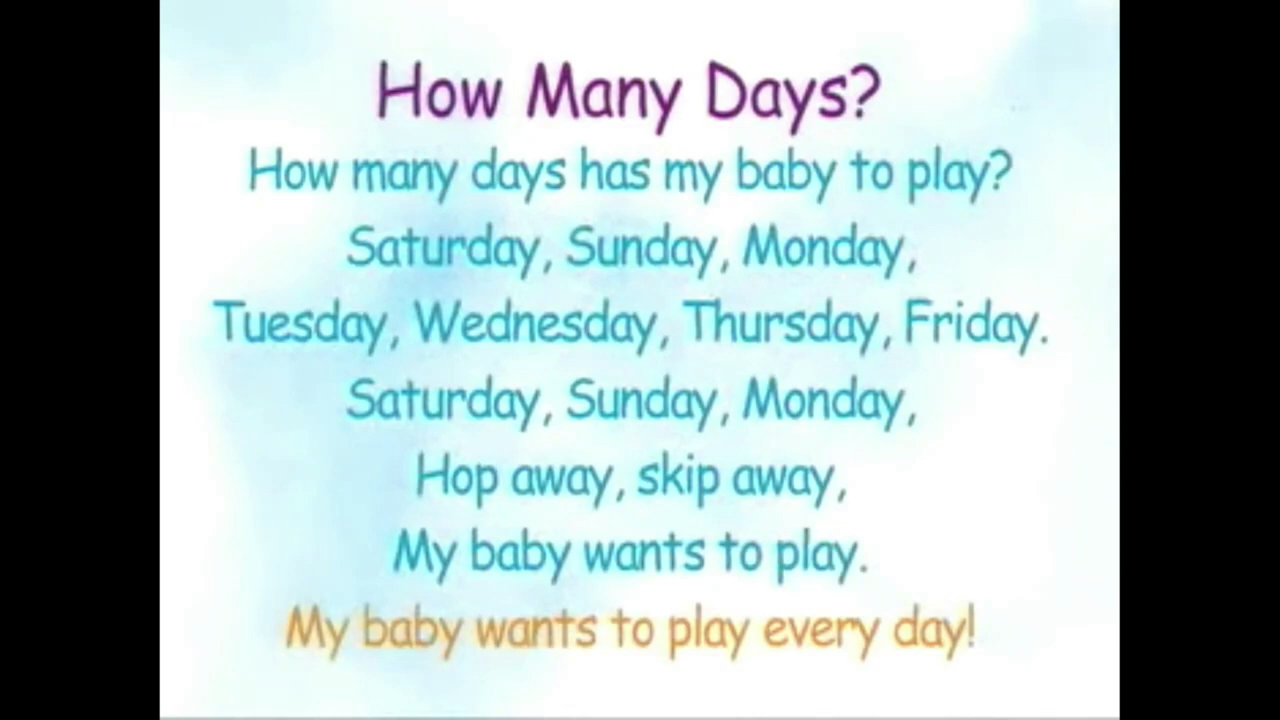 How Many Days?
How many days has my baby to play?
Saturday, Sunday, Monday,
Tuesday, Wednesday, Thursday, Friday.
Saturday, Sunday, Monday,
Hop away, skip away,
My baby wants to play.
My baby wants to play every day!